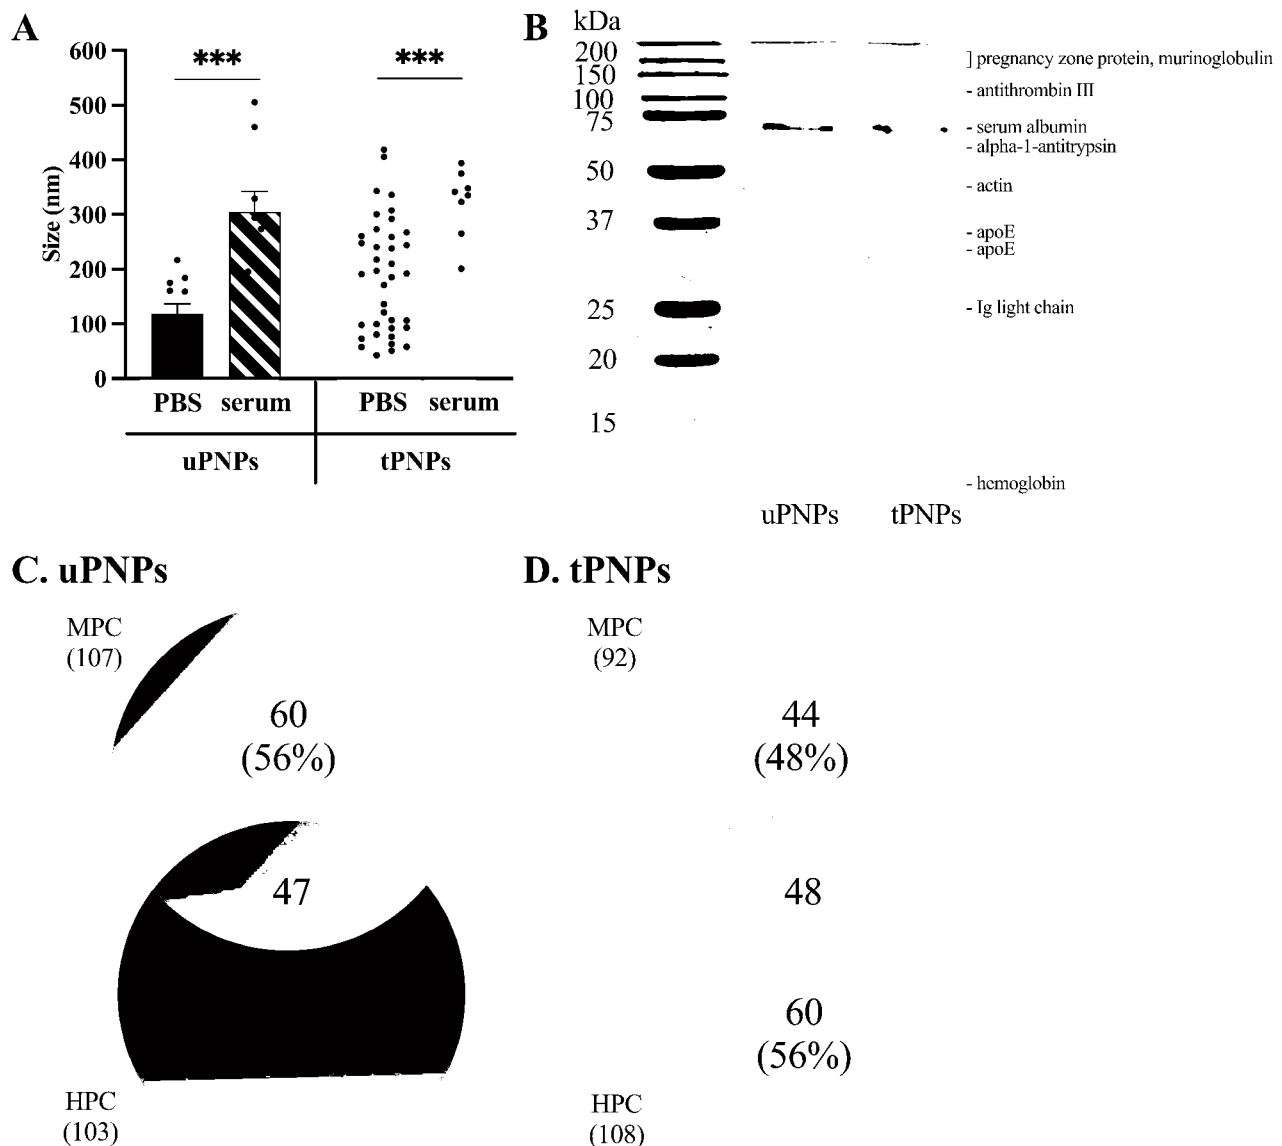 A
600
500
400
300
200
100
0
Size (nm)
***
***
PBS serum PBS serum
uPNPs tPNPs
B
kDa
200
150
100
75
50
37
25
20
15
] pregnancy zone protein, murinoglobulin
- antithrombin III
- serum albumin
- alpha-1-antitrypsin
- actin
- apoE
- apoE
- Ig light chain
- hemoglobin
uPNPs tPNPs
C. uPNPs
MPC
(107)
60
(56%)
47
HPC
(103)
D. tPNPs
MPC
(92)
44
(48%)
48
60
(56%)
HPC
(108)